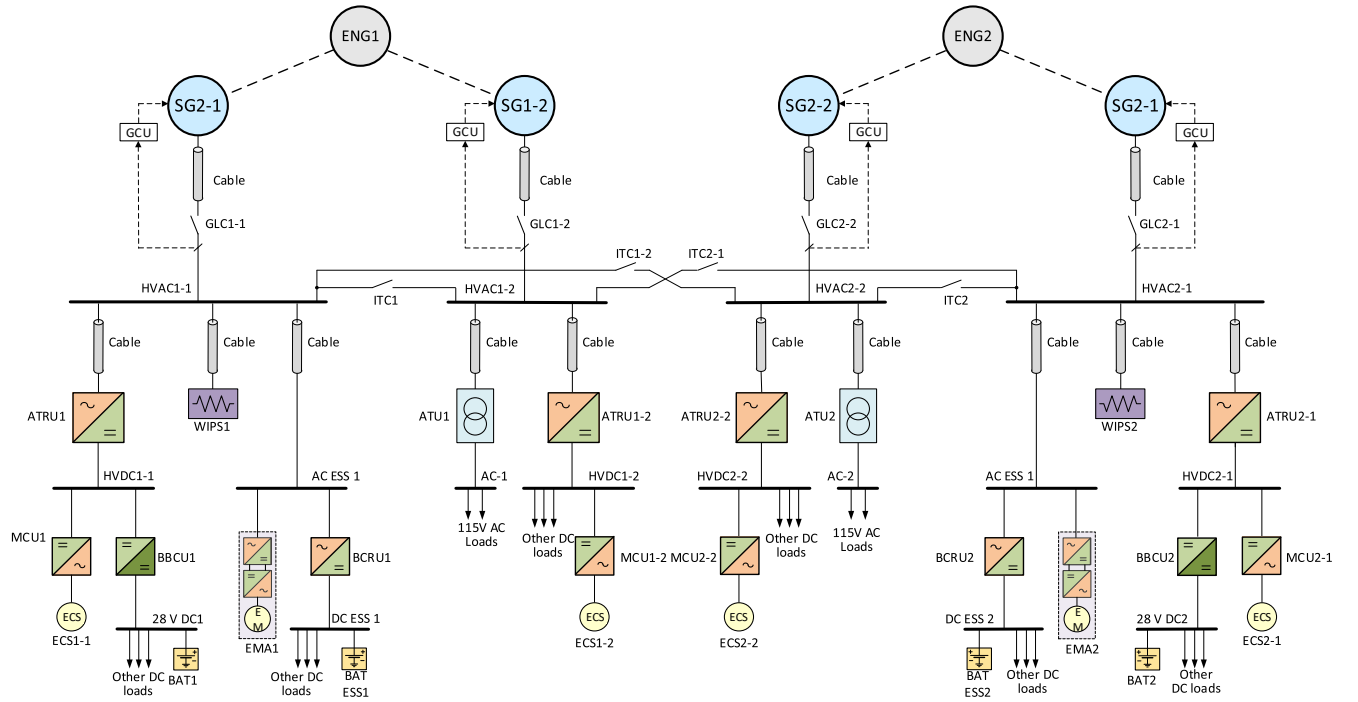 ENG1
ENG2
SG2-1
SG1-2
SG2-2
SG2-1
GCU
GCU
GCU
GCU
Cable
Cable
Cable
Cable
GLC1-1
GLC1-2
GLC2-2
GLC2-1
ITC1-2
ITC2-1
HVAC1-1
HVAC1-2
HVAC2-2
HVAC2-1
ITC1
ITC2
Cable
Cable
Cable
Cable
Cable
Cable
Cable
Cable
Cable
Cable
ATRU1
WIPS1
ATU1
ATRU1-2
ATRU2-2
ATU2
WIPS2
ATRU2-1
HVDC1-1
AC ESS 1
AC-1
HVDC1-2
HVDC2-2
AC-2
AC ESS 1
HVDC2-1
115V AC
Loads
Other DC
loads
Other DC
loads
115V AC
Loads
MCU1
BBCU1
BCRU1
MCU1-2
MCU2-2
BCRU2
BBCU2
MCU2-1
ECS
ECS1-1
28 V DC1
E
M
EMA1
DC ESS 1
ECS
ECS1-2
ECS
ECS2-2
DC ESS 2
E
M
EMA2
28 V DC2
ECS
ECS2-1
Other DC
loads
BAT1
Other DC
loads
BAT
ESS1
BAT
ESS2
Other DC
loads
BAT2
Other
DC loads